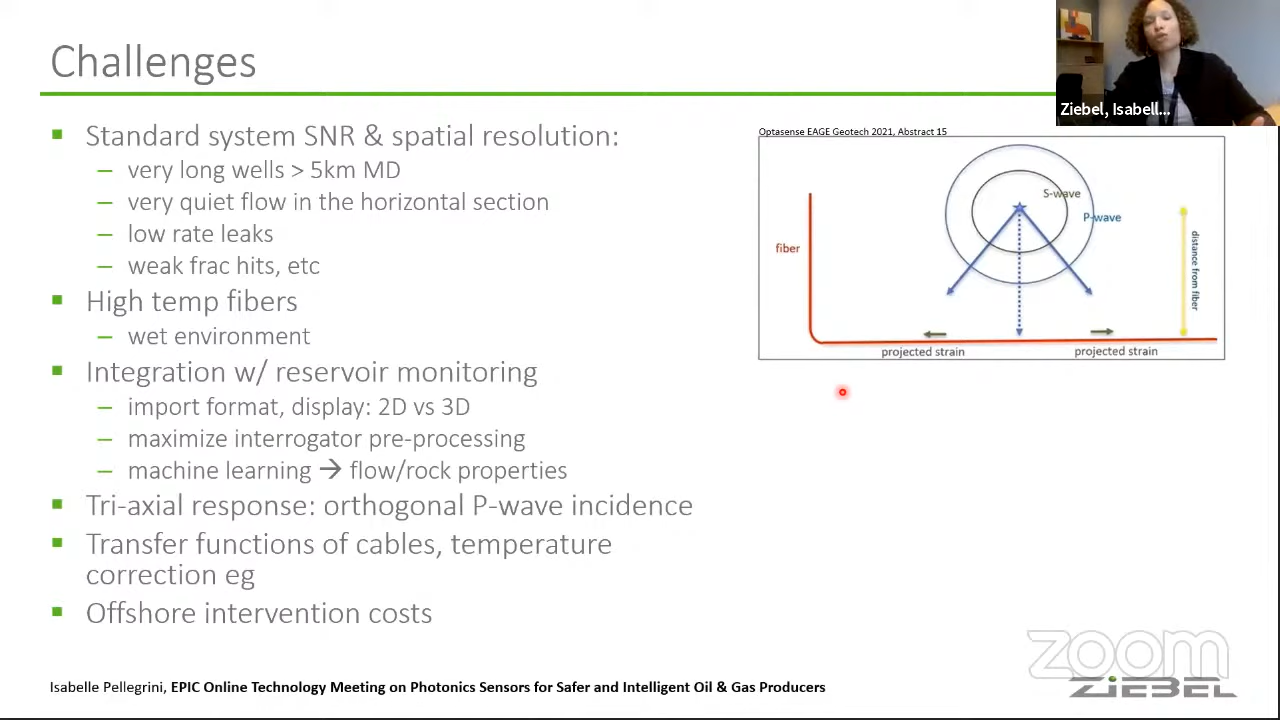 Challenges
Ziebel, Isabell...
Standard system SNR & spatial resolution:
– very long wells > 5km MD
– very quiet flow in the horizontal section
– low rate leaks
– weak frac hits, etc
High temp fibers
– wet environment
Integration w/ reservoir monitoring
– import format, display: 2D vs 3D
– maximize interrogator pre-processing
– machine learning → flow/rock properties
Tri-axial response: orthogonal P-wave incidence
Transfer functions of cables, temperature
correction eg
Offshore intervention costs
Optasense EAGE Geotech 2021, Abstract 15
S-wave
P-wave
fiber
distance from fiber
projected strain
projected strain
Isabelle Pellegrini, EPIC Online Technology Meeting on Photonics Sensors for Safer and Intelligent Oil & Gas Producers
zoom
ZIEBEL